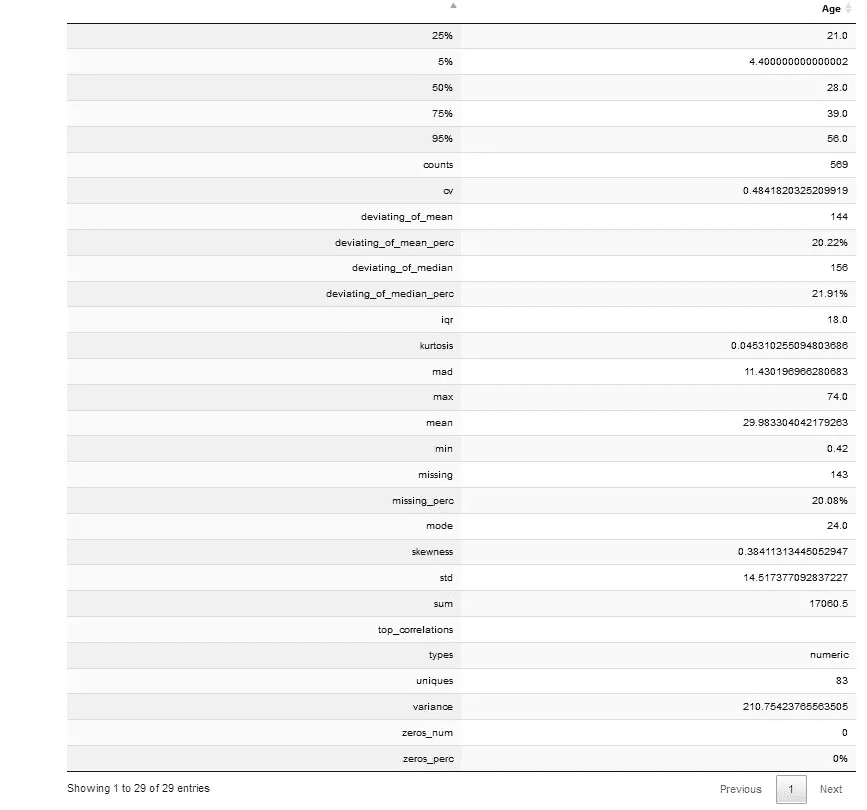 Age
25% 21.0
5% 4.400000000000002
50% 28.0
75% 39.0
95% 56.0
counts 569
cv 0.4841820325209919
deviating_of_mean 144
deviating_of_mean_perc 20.22%
deviating_of_median 156
deviating_of_median_perc 21.91%
iqr 18.0
kurtosis 0.045310255094803686
mad 11.430196966280683
max 74.0
mean 29.983304042179263
min 0.42
missing 143
missing_perc 20.08%
mode 24.0
skewness 0.38411313445052947
std 14.517377092837227
sum 17060.5
top_correlations
types numeric
uniques 83
variance 210.75423765563505
zeros_num 0
zeros_perc 0%
Showing 1 to 29 of 29 entries Previous 1 Next